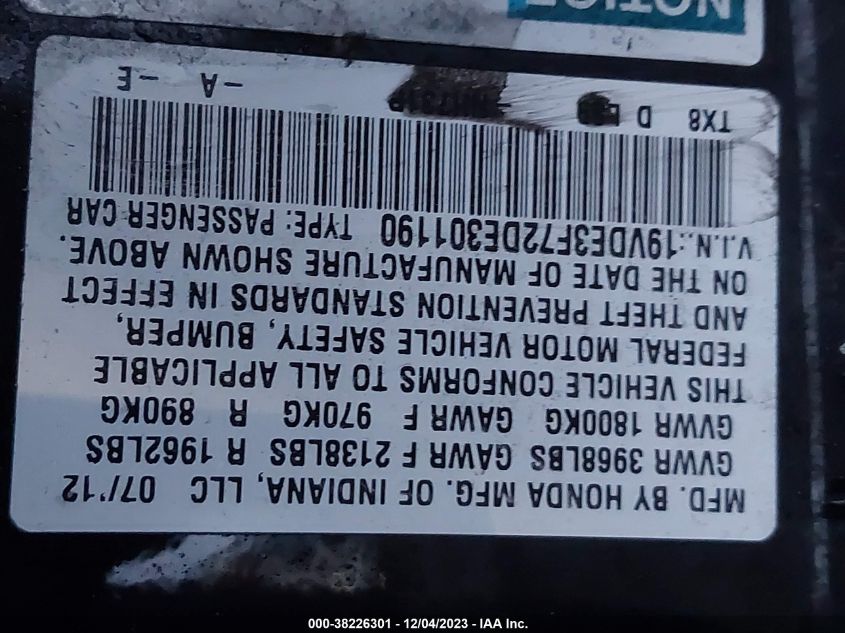 MFD. BY HONDA MFG. OF INDIANA, LLC 07/'12
GVWR 3968LBS GAWR F 2138LBS R 1962LBS
GVWR 1800KG GAWR F 970KG R 890KG
THIS VEHICLE CONFORMS TO ALL APPLICABLE
FEDERAL MOTOR VEHICLE SAFETY, BUMPER,
AND THEFT PREVENTION STANDARDS IN EFFECT
ON THE DATE OF MANUFACTURE SHOWN ABOVE.
V.I.N.:19VDE3F72DE301190 TYPE: PASSENGER CAR
TX8 D -A -E
NOTICE
000-38226301 - 12/04/2023 - IAA Inc.